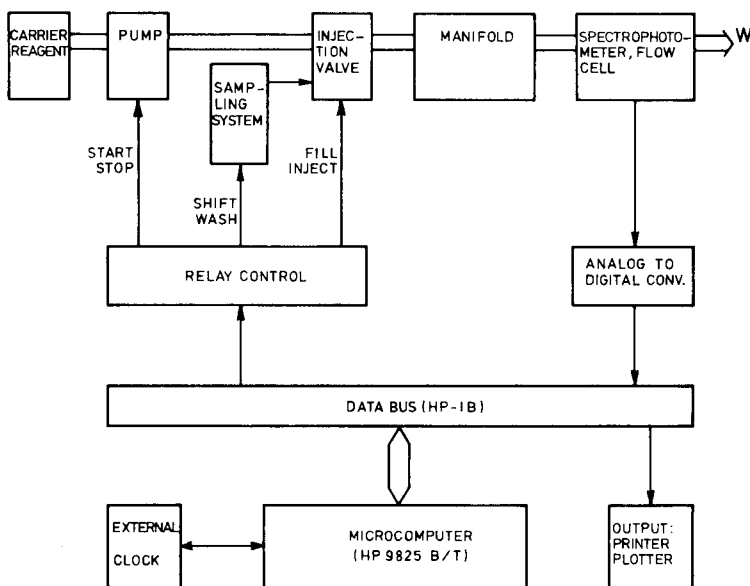 CARRIER
REAGENT
PUMP
INJEC-
TION
VALVE
MANIFOLD
SPECTROPHOTO-
METER, FLOW
CELL
W
SAMP-
LING
SYSTEM
START
STOP
SHIFT
WASH
FILL
INJECT
RELAY CONTROL
ANALOG TO
DIGITAL CONV.
DATA BUS (HP-IB)
EXTERNAL
CLOCK
MICROCOMPUTER
(HP 9825 B/T)
OUTPUT:
PRINTER
PLOTTER